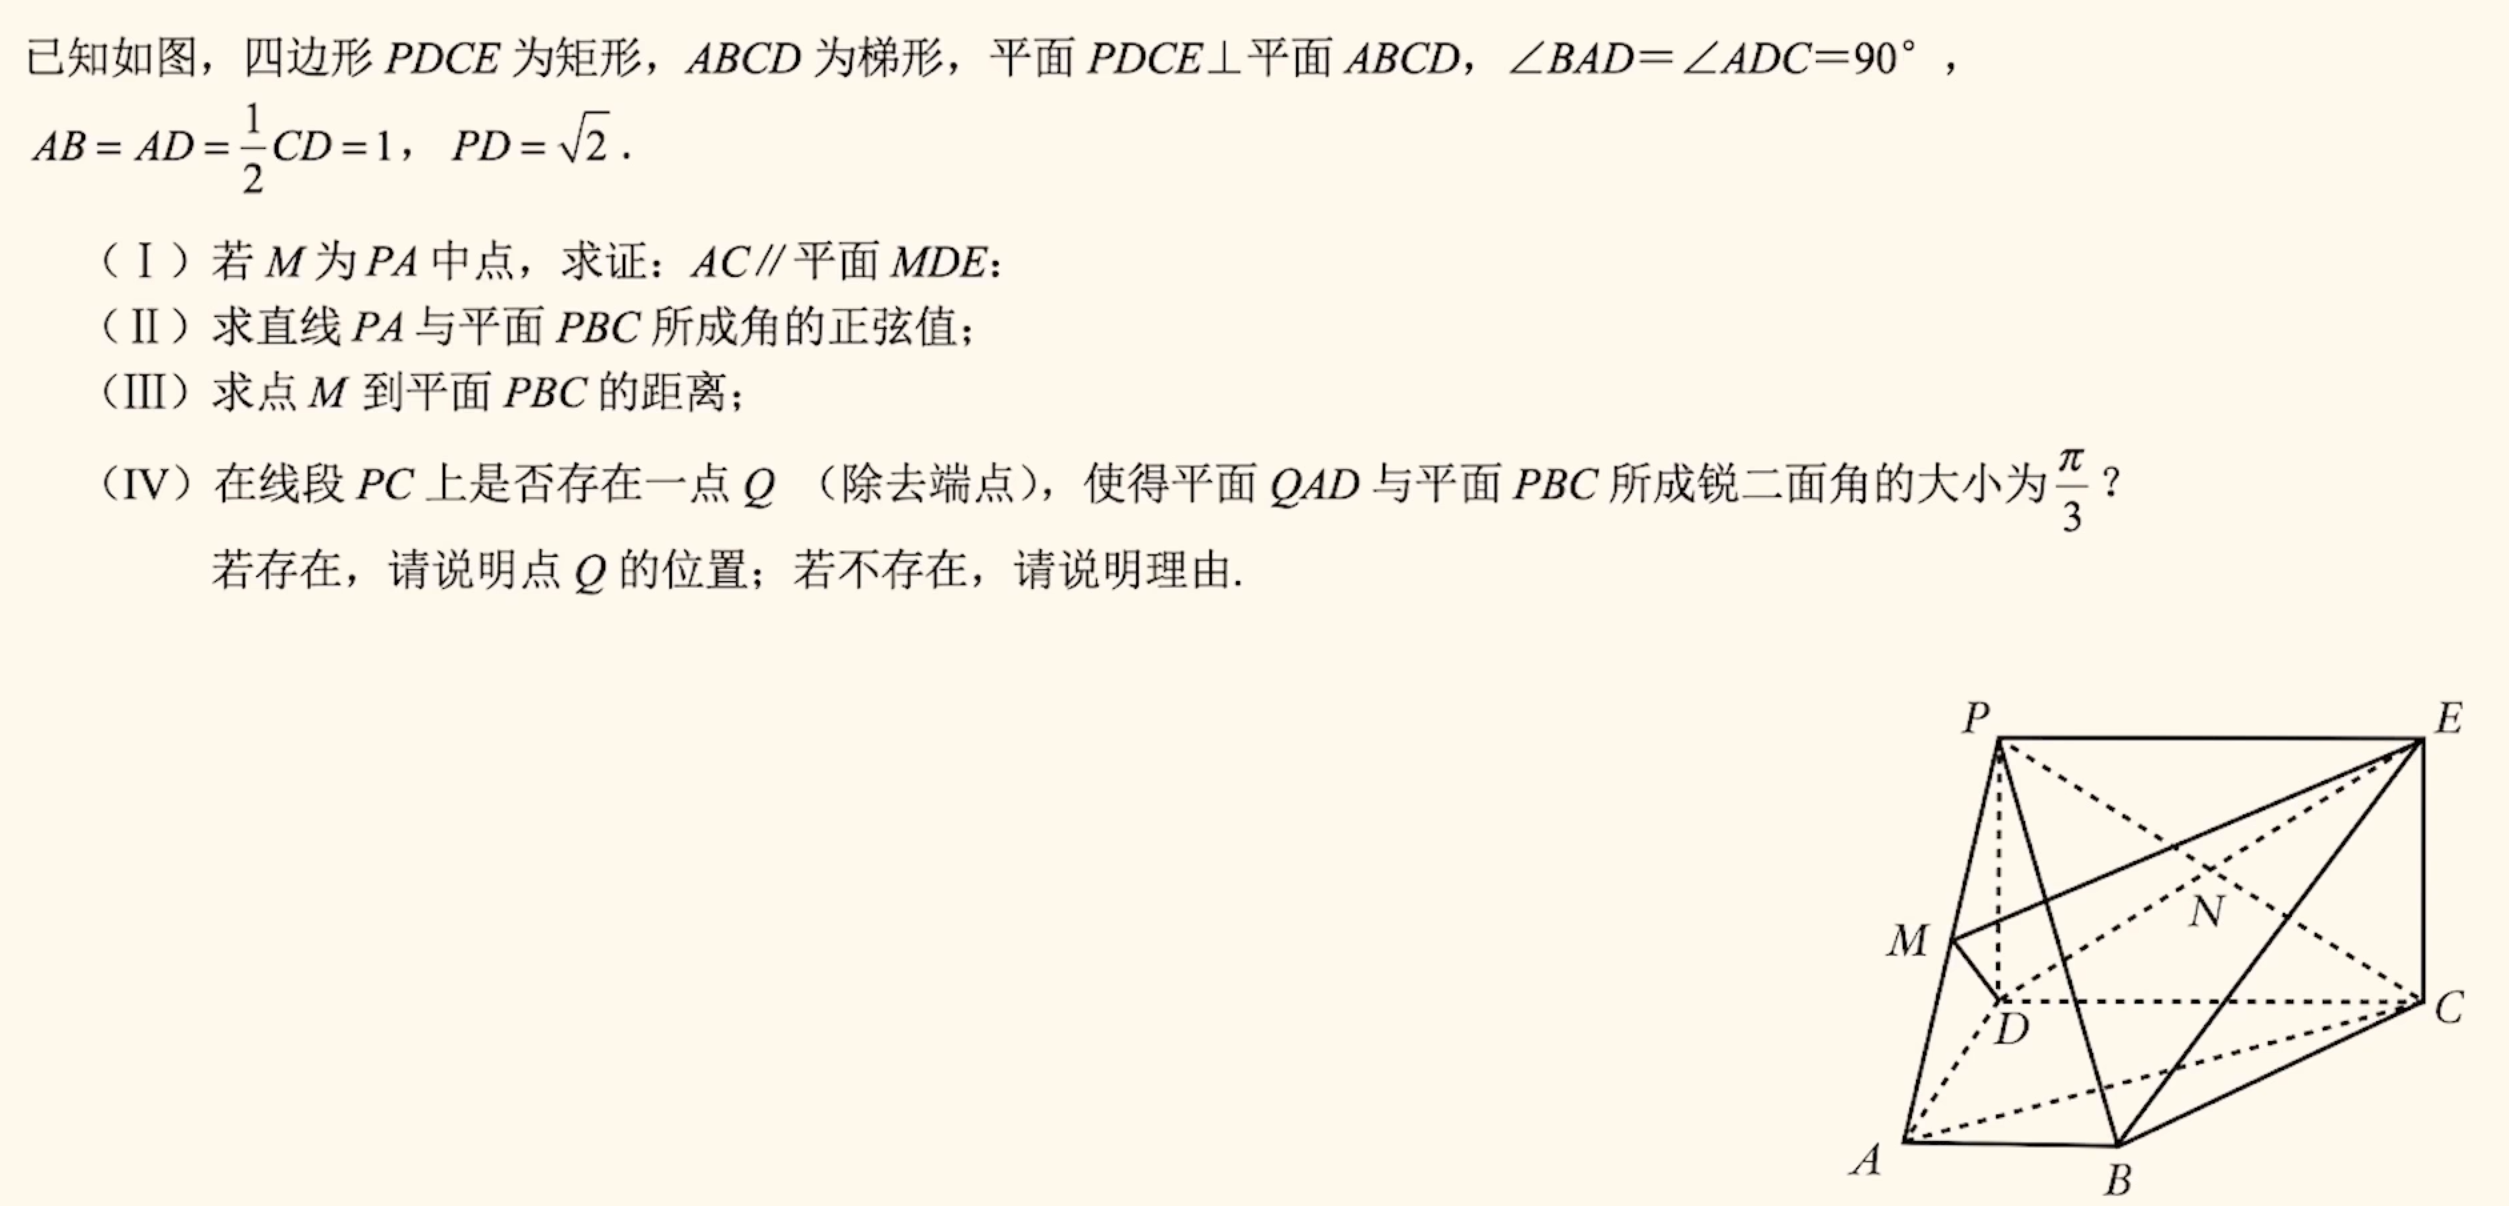 已知如图，四边形 PDCE 为矩形，ABCD 为梯形，平面 PDCE⊥平面 ABCD，∠BAD＝∠ADC＝90°，
AB = AD = \frac{1}{2}CD = 1，PD = \sqrt{2}．
（Ⅰ）若 M 为 PA 中点，求证：AC∥平面 MDE：
（Ⅱ）求直线 PA 与平面 PBC 所成角的正弦值；
（Ⅲ）求点 M 到平面 PBC 的距离；
（Ⅳ）在线段 PC 上是否存在一点 Q （除去端点），使得平面 QAD 与平面 PBC 所成锐二面角的大小为 \frac{π}{3}？
若存在，请说明点 Q 的位置；若不存在，请说明理由.
P
E
N
M
D
C
A
B